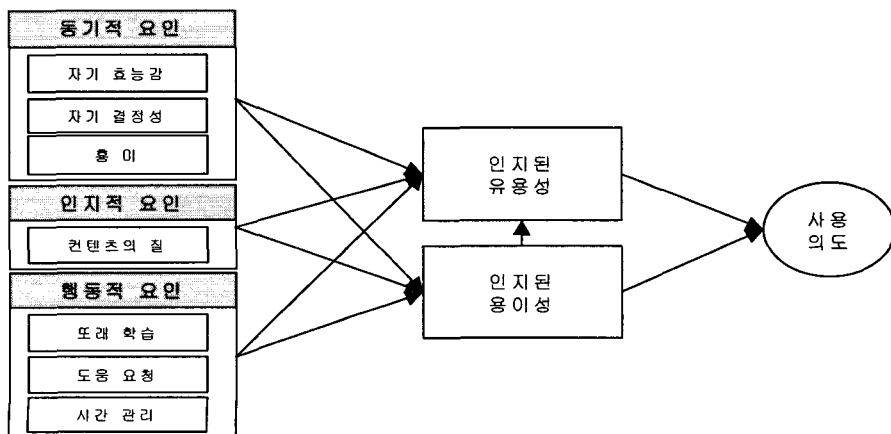 동기적 요인
자기 효능감
자기 결정성
흥 미
인지적 요인
컨텐츠의 질
행동적 요인
또래 학습
도움 요청
시간 관리
인 지 된
유 용 성
인 지 된
용 이 성
사 용
의 도